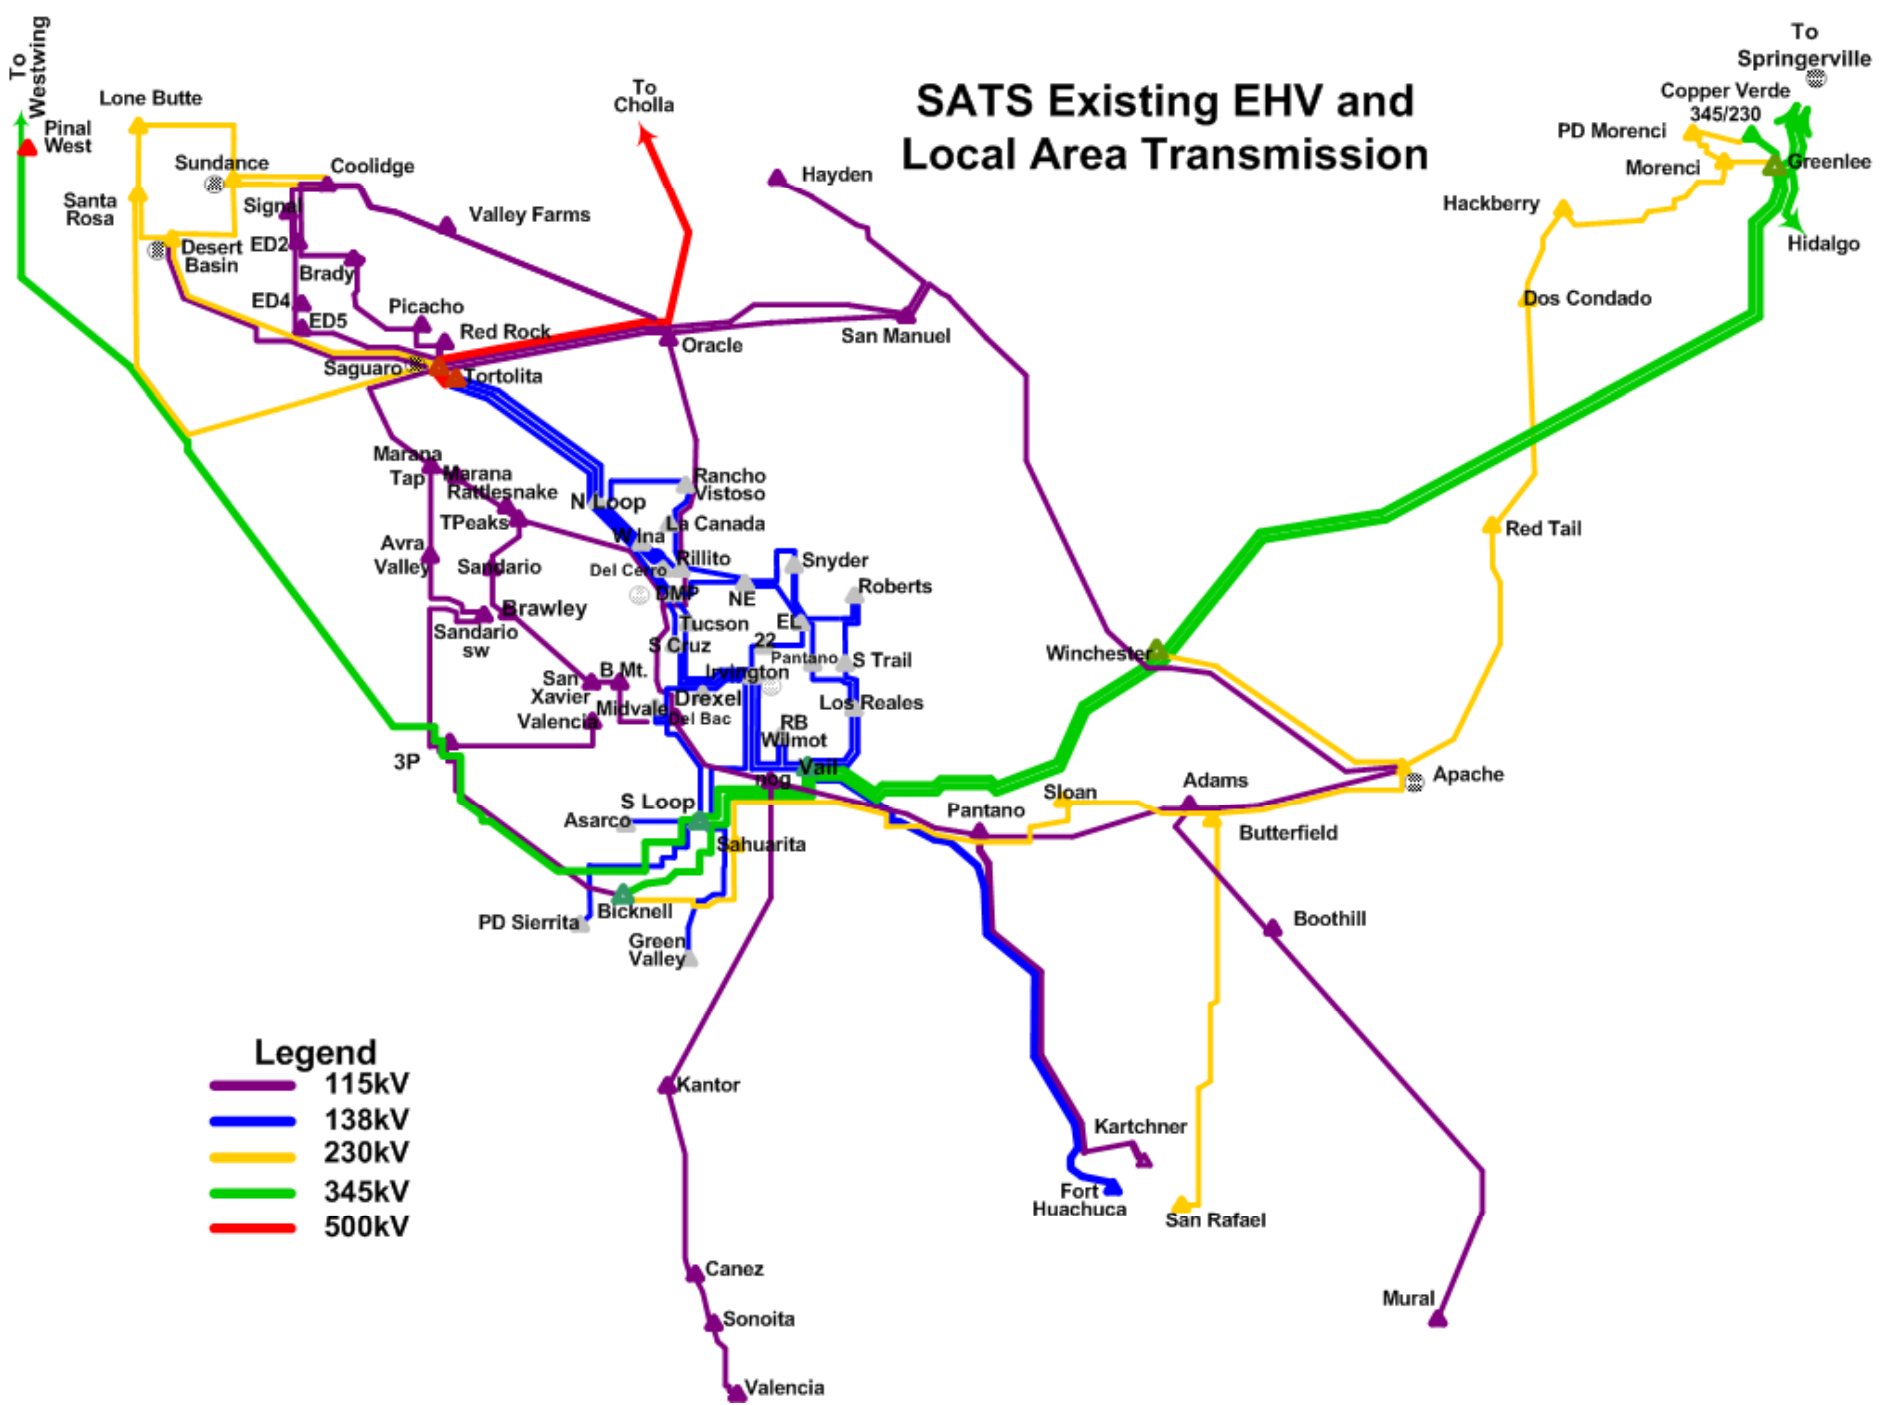 To
Westwing
Lone Butte
Pinal
West
Sundance
Coolidge
Santa
Rosa
Signal
Valley Farms
Desert
Basin
ED2
Brady
ED4
ED5
Picacho
Red Rock
Saguaro
Tortolita
To
Cholla
SATS Existing EHV and
Local Area Transmission
Hayden
San Manuel
Oracle
To
Springerville
Copper Verde
345/230
PD Morenci
Morenci
Greenlee
Hackberry
Hidalgo
Dos Condado
Red Tail
Marana
Tap
Marana
Rattlesnake
TPeaks
Avra
Valley
Sandario
Brawley
Sandario
sw
San
Xavier
B Mt.
Valencia
Midvale
3P
N Loop
Rancho
Vistoso
La Canada
W Ina
Rillito
Del Cerro
DMP
NE
Snyder
Roberts
Tucson
EL
S Cruz
22
Pantano
S Trail
Irvington
Drexel
Del Bac
Los Reales
RB
Wilmot
Vail
nog
S Loop
Asarco
Sahuarita
PD Sierrita
Bicknell
Green
Valley
Winchester
Apache
Adams
Sloan
Pantano
Butterfield
Boothill
Kantor
Kartchner
Fort
Huachuca
San Rafael
Canez
Sonoita
Valencia
Mural
Legend
115kV
138kV
230kV
345kV
500kV